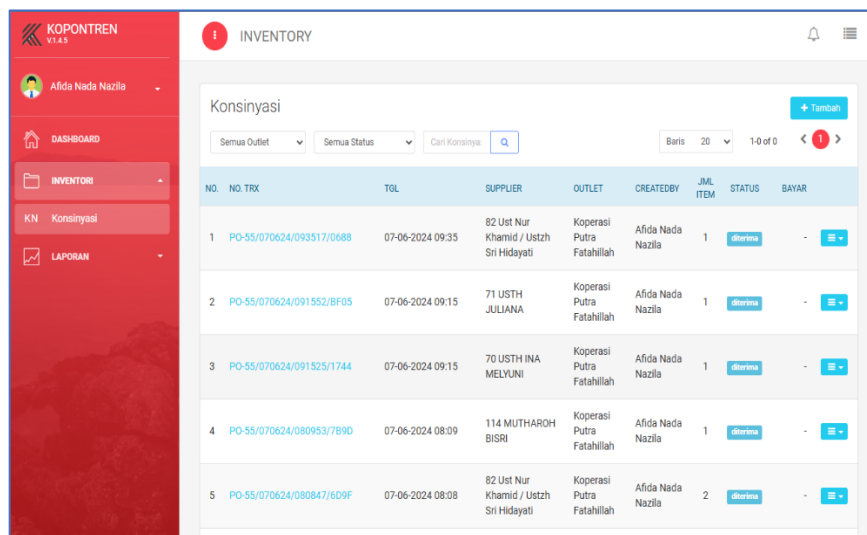 KOPONTREN
V.1.4.5
INVENTORY
Afida Nada Nazila
DASHBOARD
INVENTORI
KN Konsinyasi
LAPORAN
Konsinyasi
+ Tambah
Semua Outlet
Semua Status
Cari Konsinya
Baris 20
1-0 of 0
1
NO. NO. TRX TGL SUPPLIER OUTLET CREATEDBY JML ITEM STATUS BAYAR
1 PO-55/070624/093517/0688 07-06-2024 09:35 82 Ust Nur Khamid / Ustzh Sri Hidayati Koperasi Putra Fatahillah Afida Nada Nazila 1 diterima -
2 PO-55/070624/091552/BF05 07-06-2024 09:15 71 USTH JULIANA Koperasi Putra Fatahillah Afida Nada Nazila 1 diterima -
3 PO-55/070624/091525/1744 07-06-2024 09:15 70 USTH INA MELYUNI Koperasi Putra Fatahillah Afida Nada Nazila 1 diterima -
4 PO-55/070624/080953/7B9D 07-06-2024 08:09 114 MUTHAROH BISRI Koperasi Putra Fatahillah Afida Nada Nazila 1 diterima -
5 PO-55/070624/080847/6D9F 07-06-2024 08:08 82 Ust Nur Khamid / Ustzh Sri Hidayati Koperasi Putra Fatahillah Afida Nada Nazila 2 diterima -